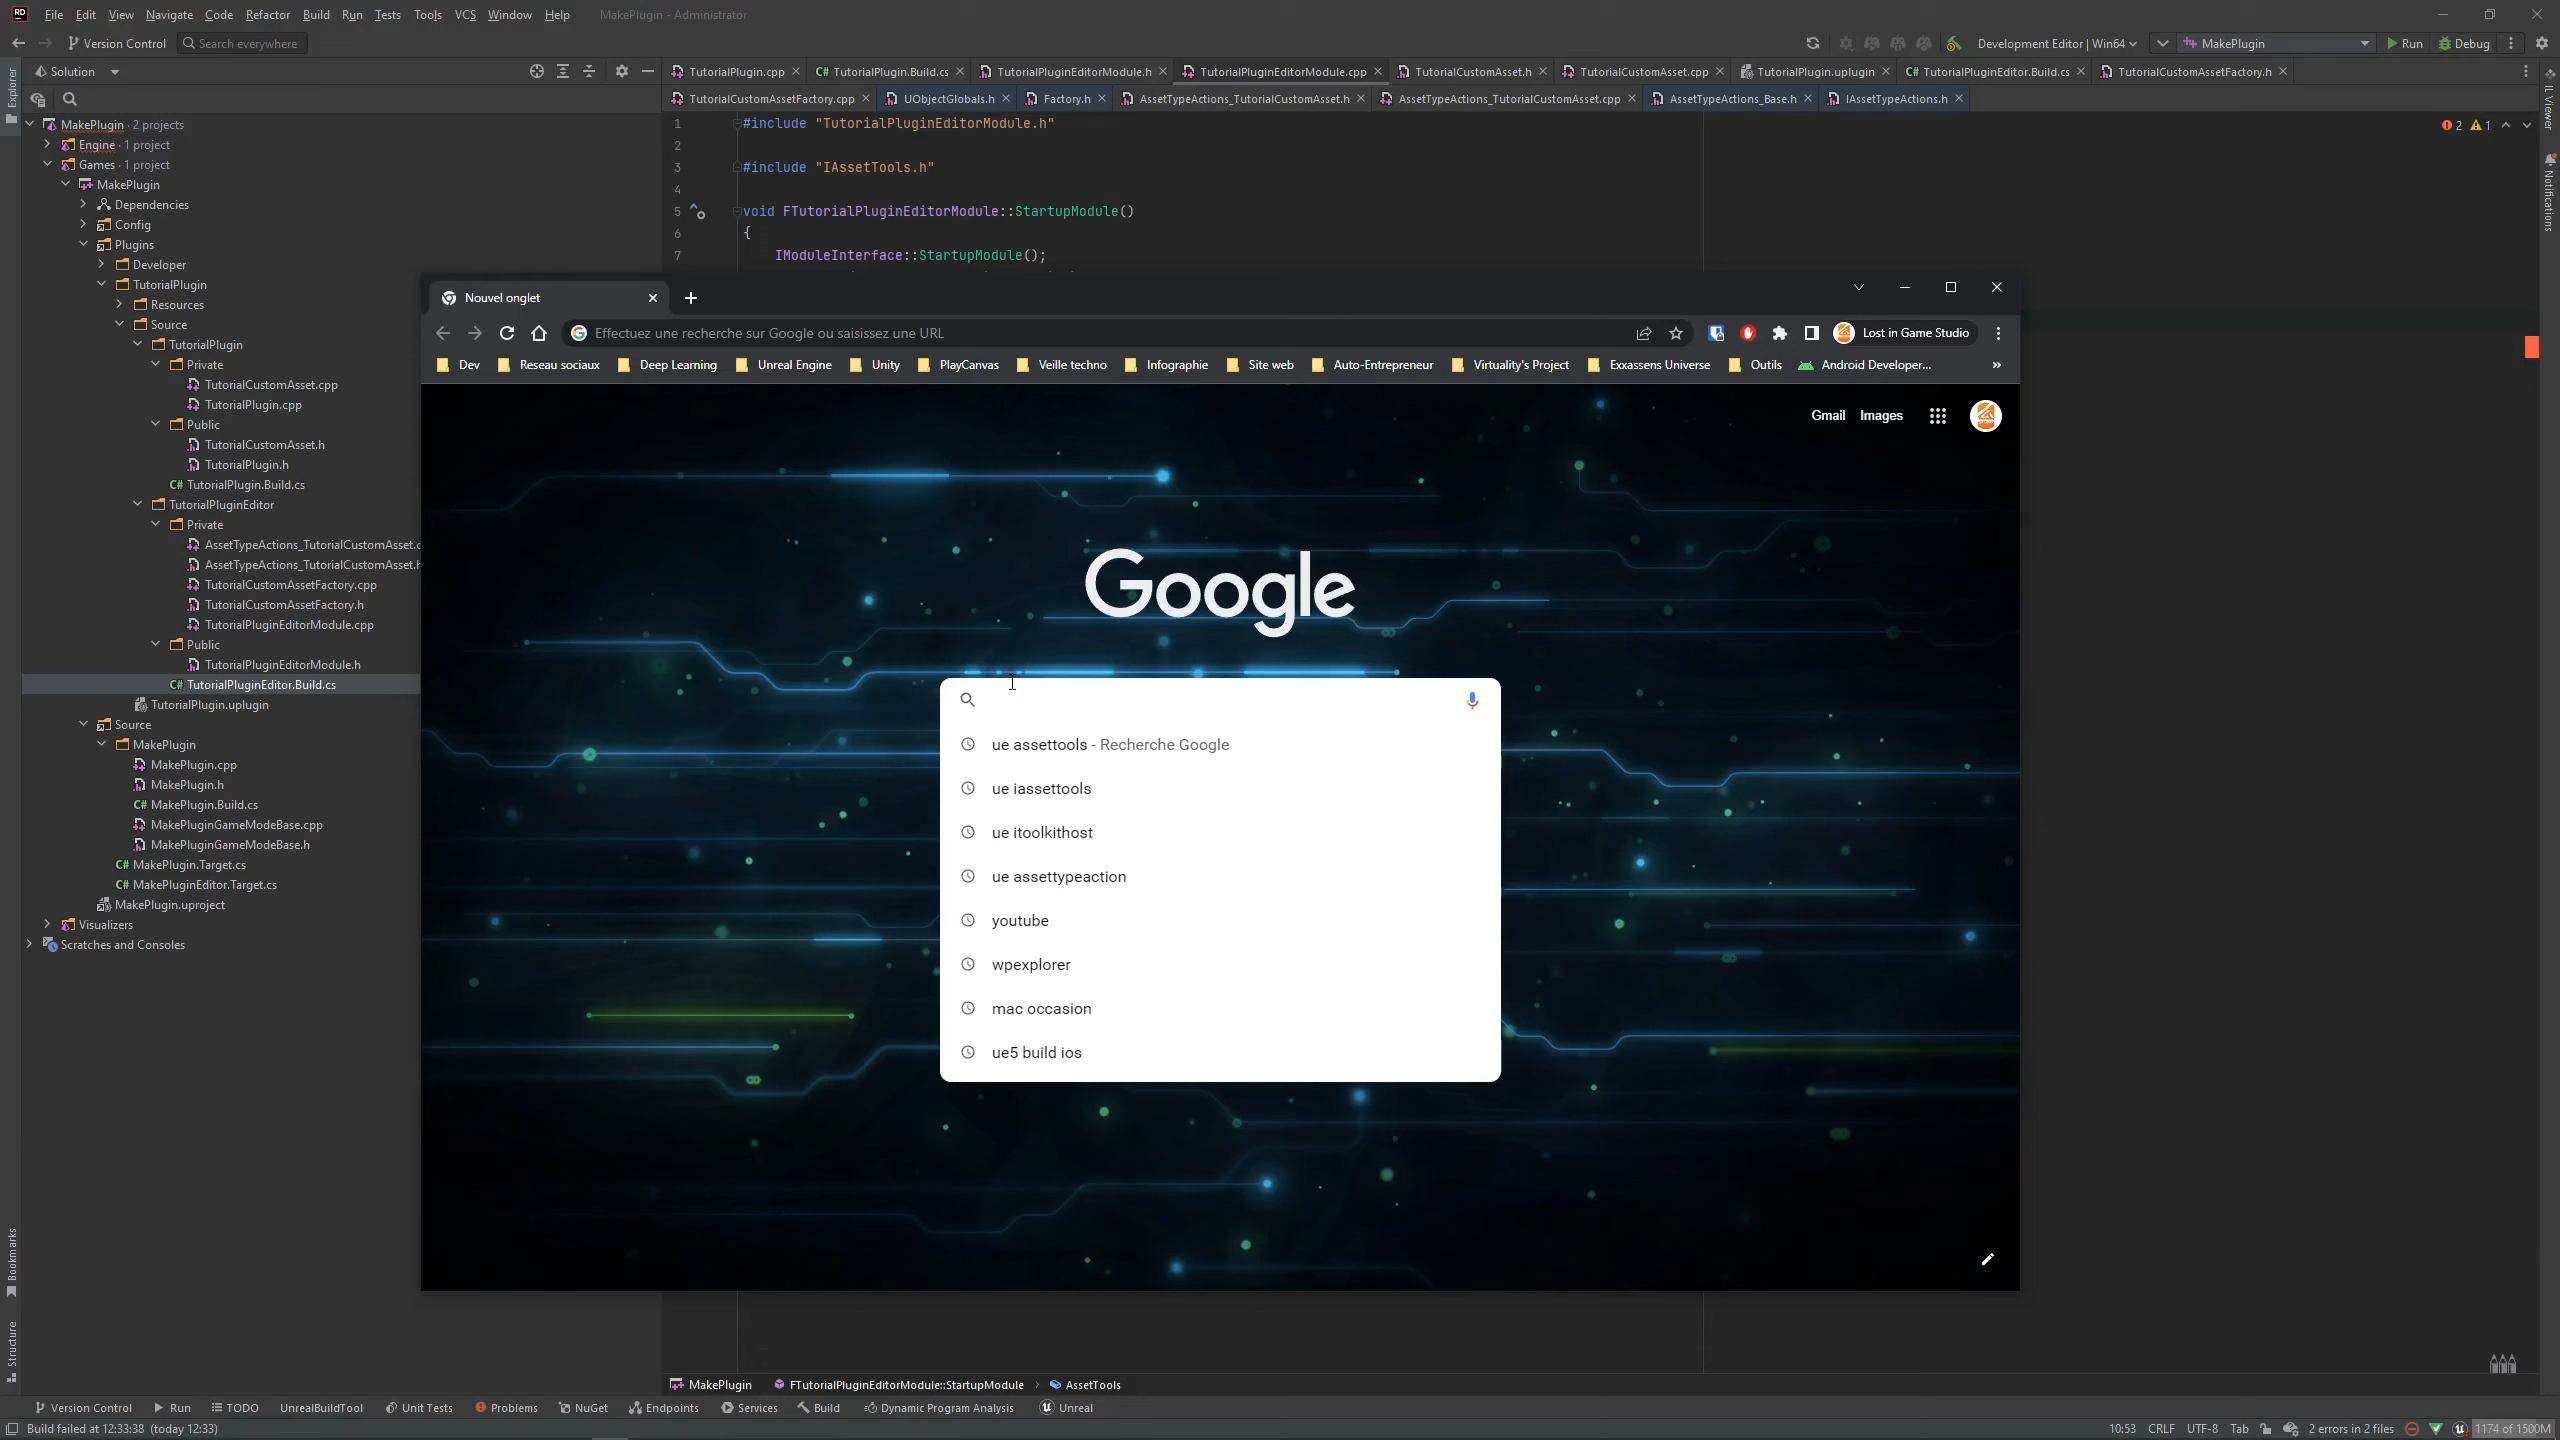 File Edit View Navigate Code Refactor Build Run Tests Tools VCS Window Help MakePlugin - Administrator
Version Control Search everywhere Development Editor | Win64 MakePlugin Run Debug
Solution TutorialPlugin.cpp TutorialPlugin.Build.cs TutorialPluginEditorModule.h TutorialPluginEditorModule.cpp TutorialCustomAsset.h TutorialCustomAsset.cpp TutorialPlugin.uplugin TutorialPluginEditor.Build.cs TutorialCustomAssetFactory.h
TutorialCustomAssetFactory.cpp UObjectGlobals.h Factory.h AssetTypeActions_TutorialCustomAsset.h AssetTypeActions_TutorialCustomAsset.cpp AssetTypeActions_Base.h IAssetTypeActions.h
Explorer
IL Viewer
Notifications
Bookmarks
Structure
MakePlugin · 2 projects
Engine · 1 project
Games · 1 project
MakePlugin
Dependencies
Config
Plugins
Developer
TutorialPlugin
Resources
Source
TutorialPlugin
Private
TutorialCustomAsset.cpp
TutorialPlugin.cpp
Public
TutorialCustomAsset.h
TutorialPlugin.h
TutorialPlugin.Build.cs
TutorialPluginEditor
Private
AssetTypeActions_TutorialCustomAsset.c
AssetTypeActions_TutorialCustomAsset.h
TutorialCustomAssetFactory.cpp
TutorialCustomAssetFactory.h
TutorialPluginEditorModule.cpp
Public
TutorialPluginEditorModule.h
TutorialPluginEditor.Build.cs
TutorialPlugin.uplugin
Source
MakePlugin
MakePlugin.cpp
MakePlugin.h
MakePlugin.Build.cs
MakePluginGameModeBase.cpp
MakePluginGameModeBase.h
MakePlugin.Target.cs
MakePluginEditor.Target.cs
MakePlugin.uproject
Visualizers
Scratches and Consoles
1 #include "TutorialPluginEditorModule.h"
2
3 #include "IAssetTools.h"
4
5 void FTutorialPluginEditorModule::StartupModule()
6 {
7 IModuleInterface::StartupModule();
2 1
Nouvel onglet
Effectuez une recherche sur Google ou saisissez une URL Lost in Game Studio
Dev Reseau sociaux Deep Learning Unreal Engine Unity PlayCanvas Veille techno Infographie Site web Auto-Entrepreneur Virtuality's Project Exxassens Universe Outils Android Developer... »
Gmail Images
Google
ue assettools - Recherche Google
ue iassettools
ue itoolkithost
ue assettypeaction
youtube
wpexplorer
mac occasion
ue5 build ios
MakePlugin FTutorialPluginEditorModule::StartupModule AssetTools
Version Control Run TODO UnrealBuildTool Unit Tests Problems NuGet Endpoints Services Build Dynamic Program Analysis Unreal
Build failed at 12:33:38 (today 12:33) 10:53 CRLF UTF-8 Tab 2 errors in 2 files 1174 of 1500M